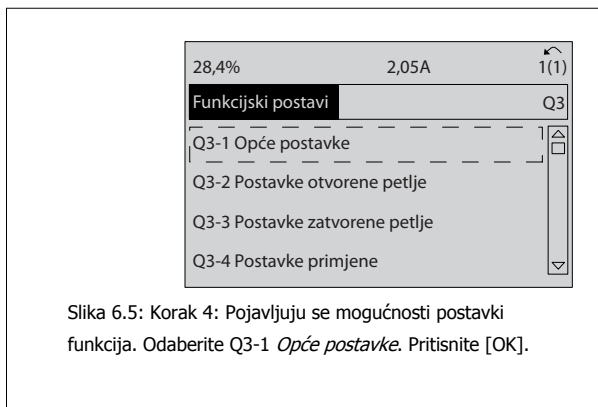 28,4% 2,05A 1(1)
Funkcijski postavi Q3
Q3-1 Opće postavke
Q3-2 Postavke otvorene petlje
Q3-3 Postavke zatvorene petlje
Q3-4 Postavke primjene
Slika 6.5: Korak 4: Pojavljuju se mogućnosti postavki
funkcija. Odaberite Q3-1 Opće postavke. Pritisnite [OK].